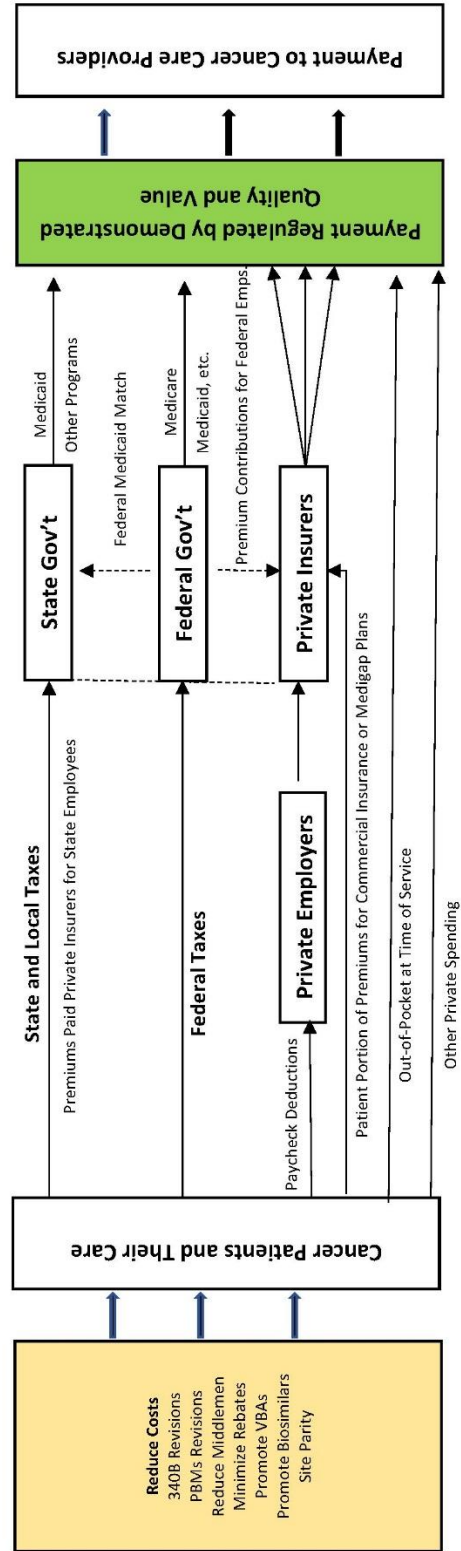 Reduce Costs
340B Revisions
PBMs Revisions
Reduce Middlemen
Minimize Rebates
Promote VBAs
Promote Biosimilars
Site Parity
Cancer Patients and Their Care
State and Local Taxes
Premiums Paid Private Insurers for State Employees
Federal Taxes
Paycheck Deductions
Private Employers
Patient Portion of Premiums for Commercial Insurance or Medigap Plans
Out-of-Pocket at Time of Service
Other Private Spending
State Gov't
Federal Medicaid Match
Federal Gov't
Premium Contributions for Federal Emps.
Private Insurers
Medicaid
Other Programs
Medicare
Medicaid, etc.
Payment Regulated by Demonstrated
Quality and Value
Payment to Cancer Care Providers